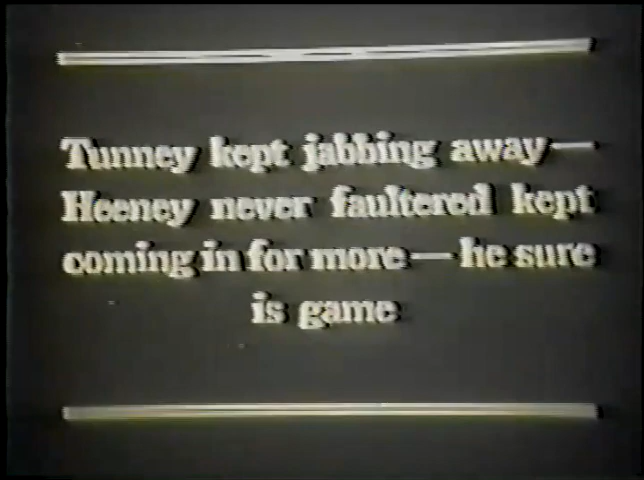 Tunney kept jabbing away—
Heeney never faultered kept
coming in for more — he sure
is game